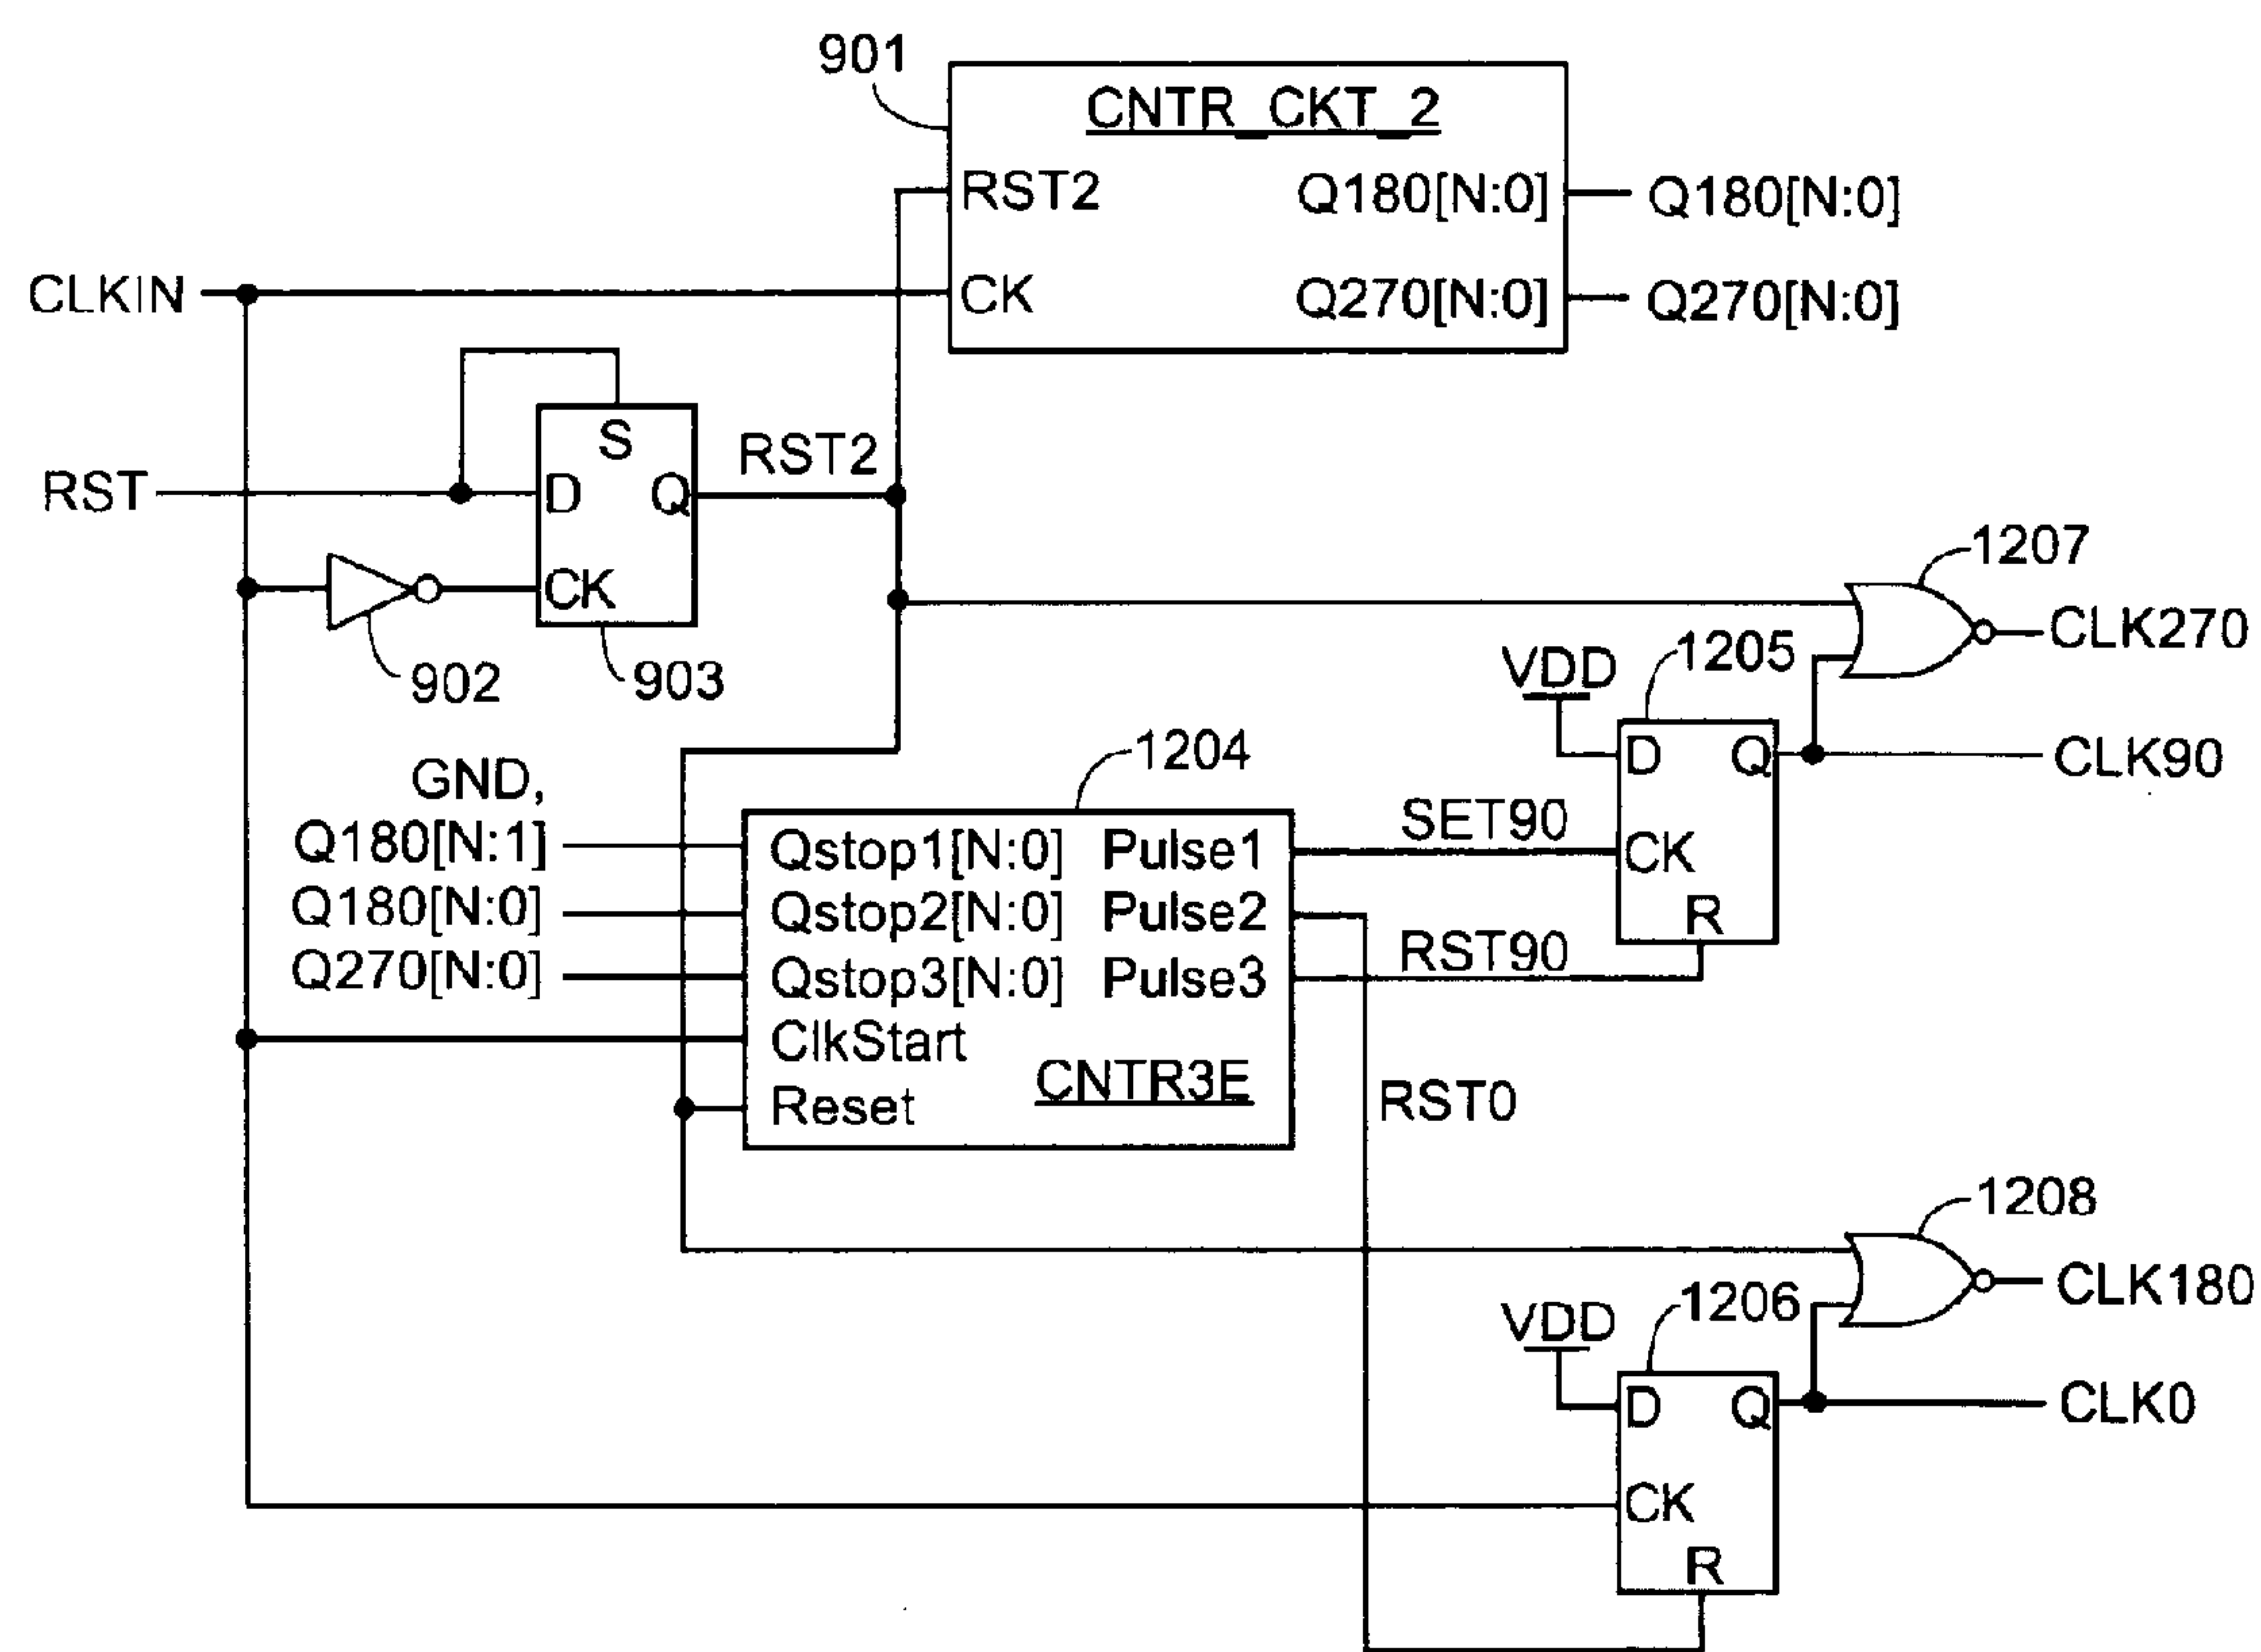 901
CNTR_CKT_2
RST2
Q180[N:0]
Q180[N:0]
CLKIN
CK
Q270[N:0]
Q270[N:0]
S
RST2
RST
D
Q
CK
902
903
1207
CLK270
VDD
1205
D
Q
CLK90
CK
R
1204
GND,
Q180[N:1]
Q180[N:0]
Q270[N:0]
Qstop1[N:0]
Pulse1
SET90
Qstop2[N:0]
Pulse2
Qstop3[N:0]
Pulse3
RST90
ClkStart
CNTR3E
Reset
RST0
1208
CLK180
VDD
1206
D
Q
CLK0
CK
R